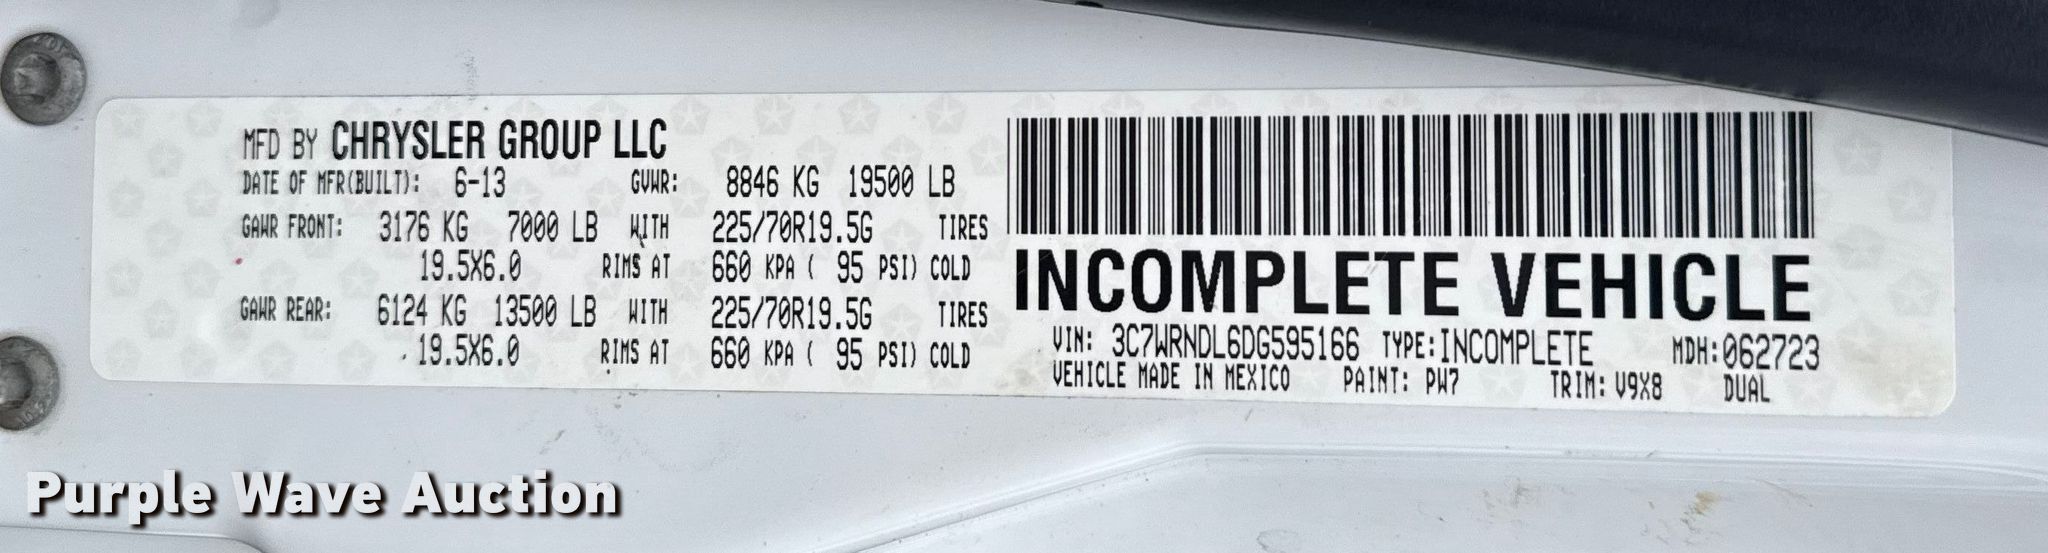 MFD BY CHRYSLER GROUP LLC
DATE OF MFR(BUILT): 6-13 GVWR: 8846 KG 19500 LB
GAWR FRONT: 3176 KG 7000 LB WITH 225/70R19.5G TIRES
19.5X6.0 RIMS AT 660 KPA ( 95 PSI) COLD
GAWR REAR: 6124 KG 13500 LB WITH 225/70R19.5G TIRES
19.5X6.0 RIMS AT 660 KPA ( 95 PSI) COLD
INCOMPLETE VEHICLE
VIN: 3C7WRNDL6DG595166 TYPE:INCOMPLETE MDH:062723
VEHICLE MADE IN MEXICO PAINT: PW7 TRIM: V9X8 DUAL
Purple Wave Auction